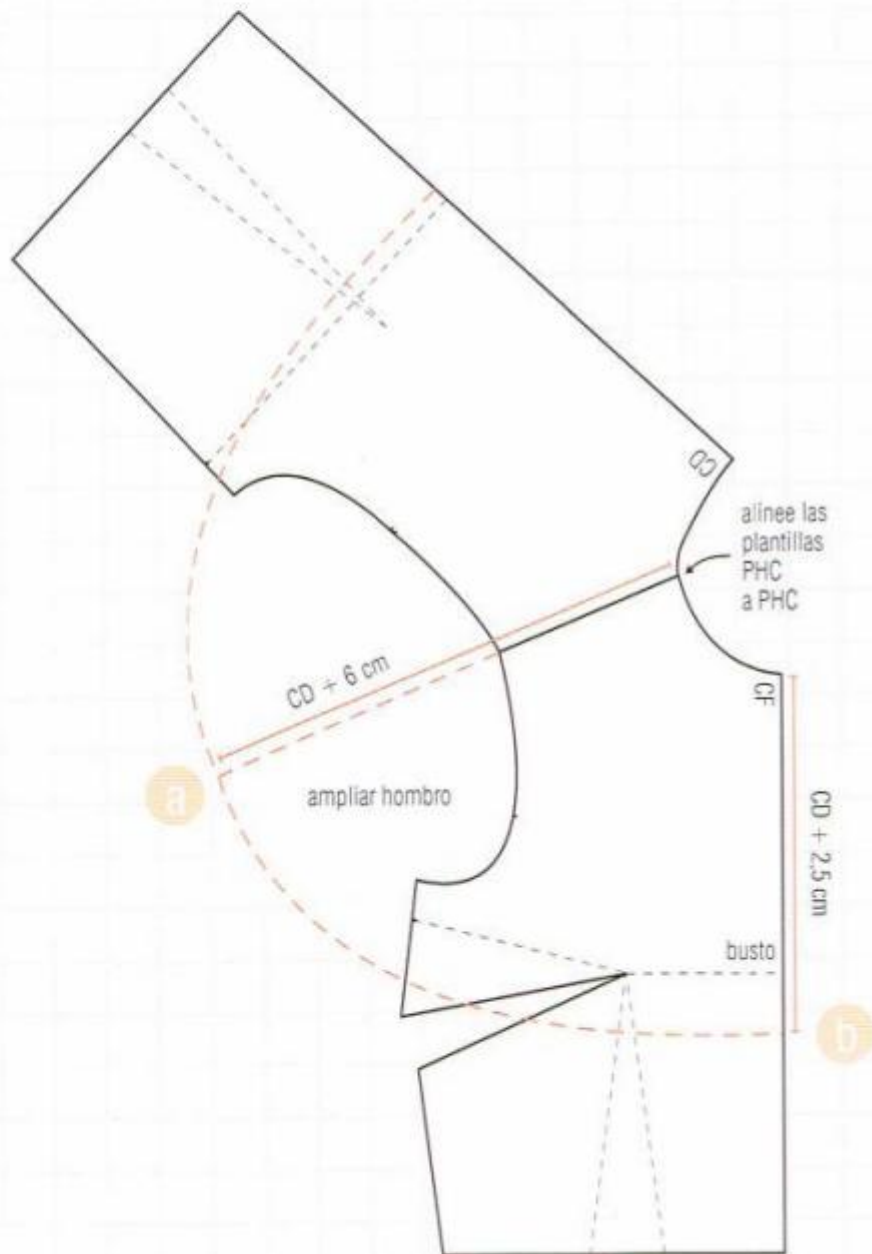 CD
alinee las
plantillas
PHC
a PHC
CF
CD + 6 cm
a
ampliar hombro
CD + 2,5 cm
busto
b